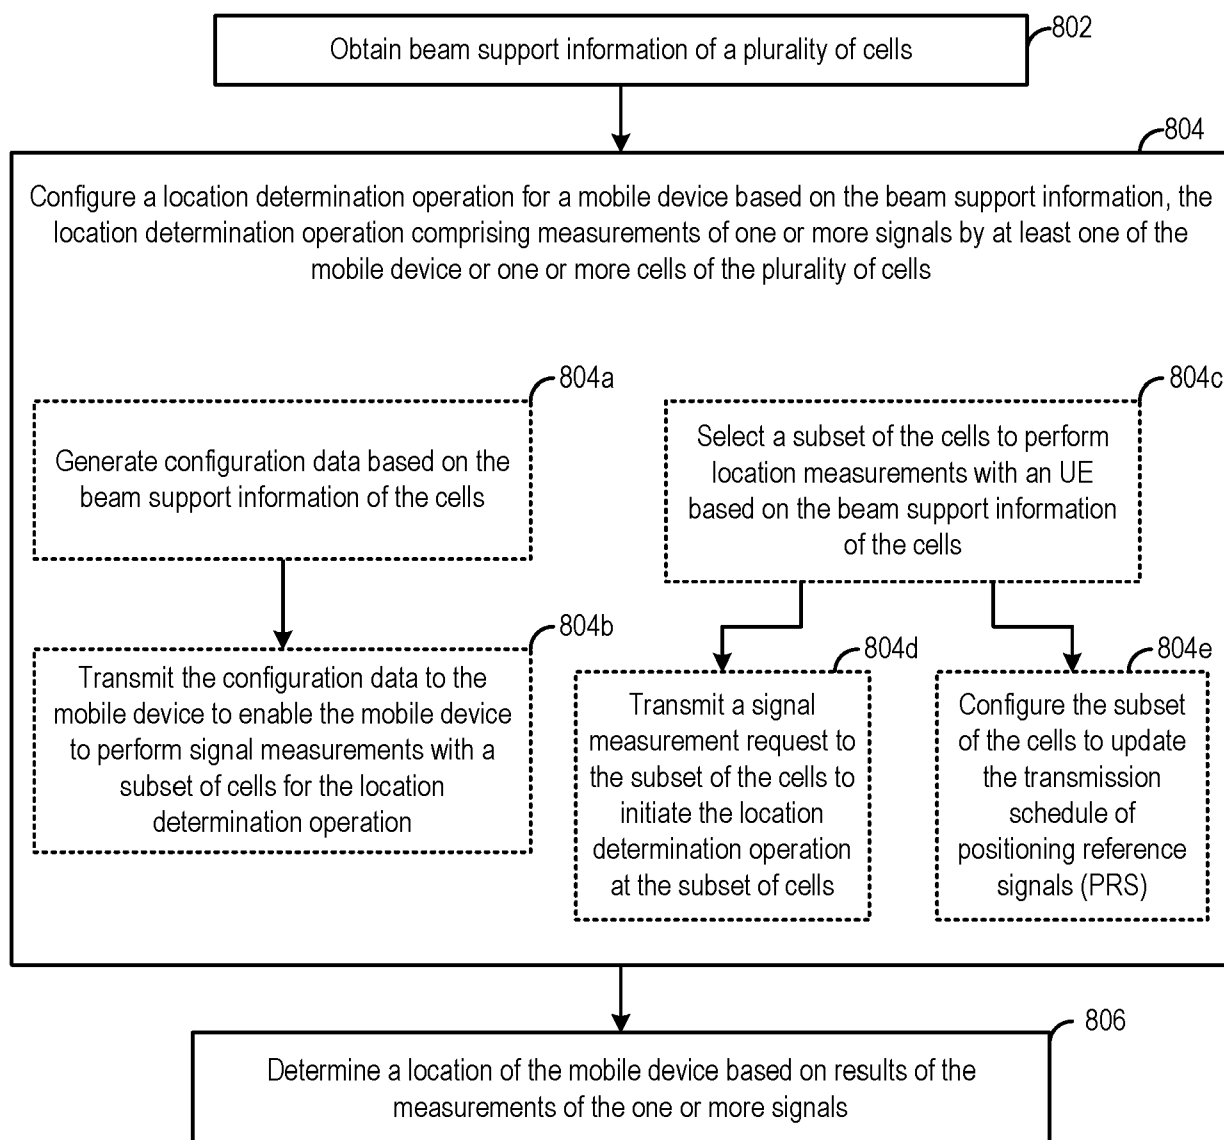 Obtain beam support information of a plurality of cells
802
804
Configure a location determination operation for a mobile device based on the beam support information, the
location determination operation comprising measurements of one or more signals by at least one of the
mobile device or one or more cells of the plurality of cells
804a
Generate configuration data based on the
beam support information of the cells
804c
Select a subset of the cells to perform
location measurements with an UE
based on the beam support information
of the cells
804b
Transmit the configuration data to the
mobile device to enable the mobile device
to perform signal measurements with a
subset of cells for the location
determination operation
804d
Transmit a signal
measurement request to
the subset of the cells to
initiate the location
determination operation
at the subset of cells
804e
Configure the subset
of the cells to update
the transmission
schedule of
positioning reference
signals (PRS)
806
Determine a location of the mobile device based on results of the
measurements of the one or more signals